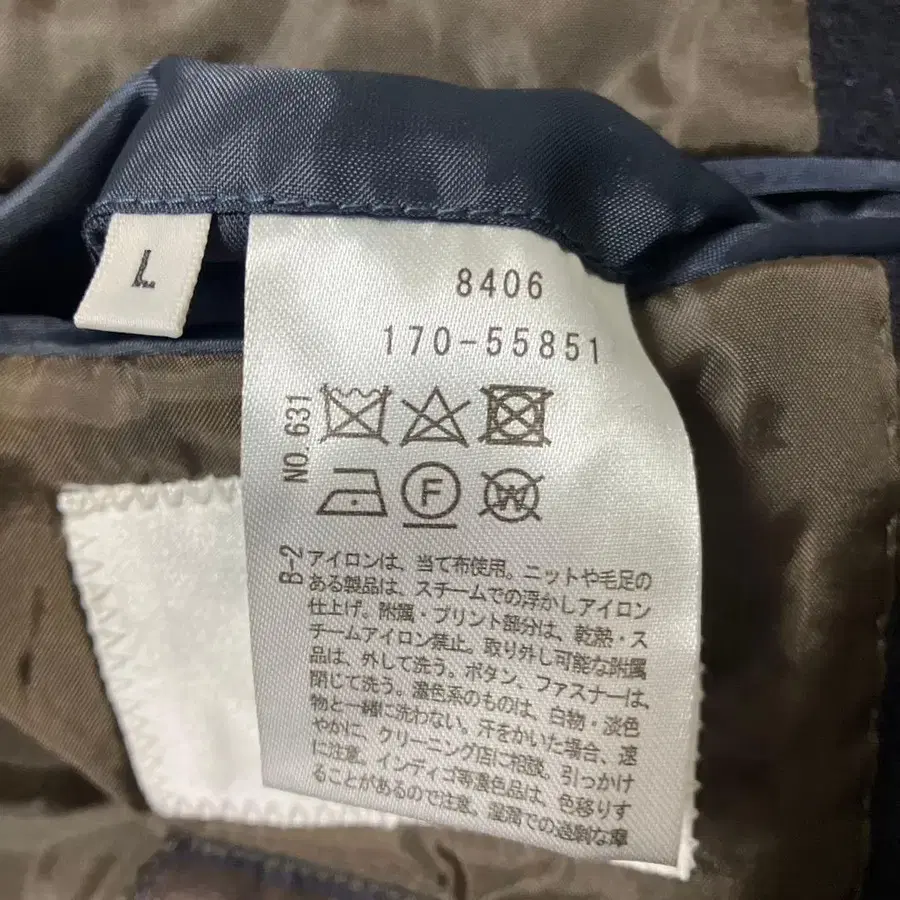 L
8406
170-55851
NO.631
F
W
B-2
アイロンは、当て布使用。ニットや毛足の
ある製品は、スチームでの浮かしアイロン
仕上げ。附属・プリント部分は、乾熱・ス
チームアイロン禁止。取り外し可能な附属
品は、外して洗う。ボタン、ファスナーは、
閉じて洗う。濃色系のものは、白物・淡色
物と一緒に洗わない。汗をかいた場合、速
やかに、クリーニング店に相談。引っかけ
に注意。インディゴ等濃色品は、色移りす
ることがあるので注意。湿潤での過剰な摩